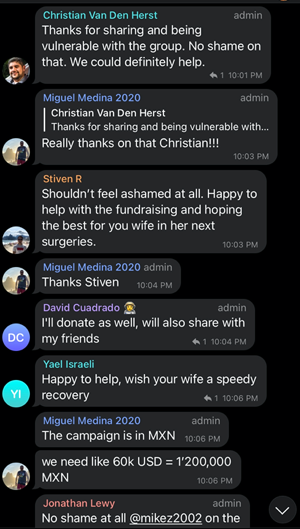 Christian Van Den Herst admin
Thanks for sharing and being
vulnerable with the group. No shame on
that. We could definitely help.
1 10:01 PM
Miguel Medina 2020 admin
Christian Van Den Herst
Thanks for sharing and being vulnerable with...
Really thanks on that Christian!!!
10:03 PM
Stiven R
Shouldn't feel ashamed at all. Happy to
help with the fundraising and hoping
the best for you wife in her next
surgeries.
10:03 PM
Miguel Medina 2020 admin
Thanks Stiven 10:04 PM
David Cuadrado 👩‍🚀 admin
I'll donate as well, will also share with
my friends
1 10:04 PM
DC
Yael Israeli
Happy to help, wish your wife a speedy
recovery
1 10:06 PM
YI
Miguel Medina 2020 admin
The campaign is in MXN 10:06 PM
we need like 60k USD = 1'200,000
MXN
10:06 PM
Jonathan Lewy admin
No shame at all @mikez2002 on the